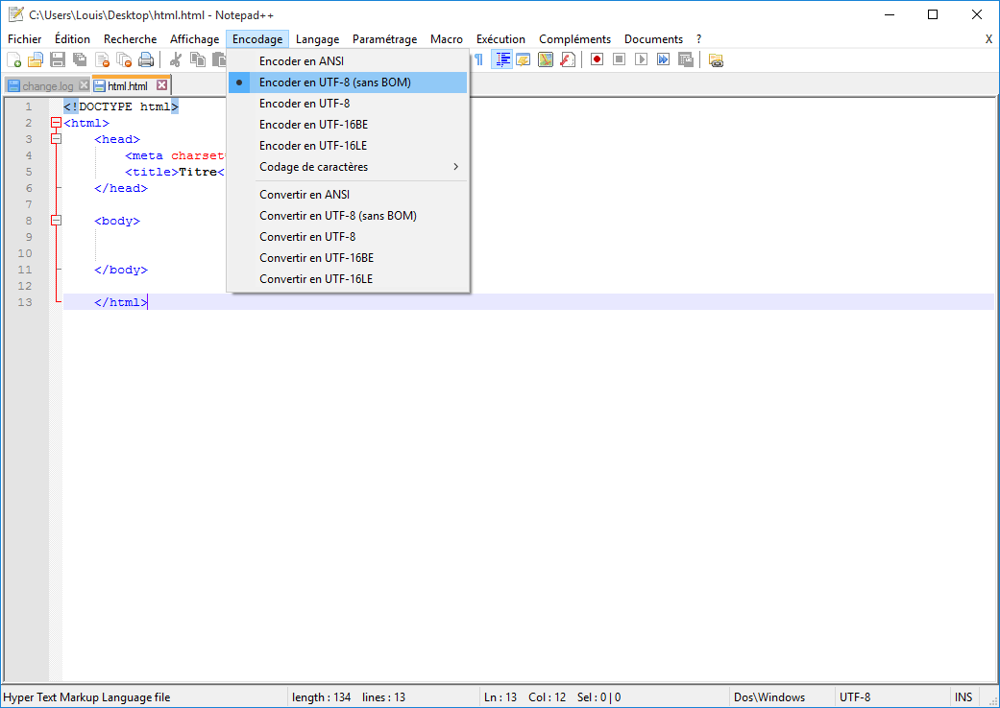 C:\Users\Louis\Desktop\html.html - Notepad++
Fichier Édition Recherche Affichage Encodage Langage Paramétrage Macro Exécution Compléments Documents ? X
change.log html.html
Encoder en ANSI
Encoder en UTF-8 (sans BOM)
Encoder en UTF-8
Encoder en UTF-16BE
Encoder en UTF-16LE
Codage de caractères
Convertir en ANSI
Convertir en UTF-8 (sans BOM)
Convertir en UTF-8
Convertir en UTF-16BE
Convertir en UTF-16LE
1 <!DOCTYPE html>
2 <html>
3 <head>
4 <meta charset
5 <title>Titre<
6 </head>
7
8 <body>
9
10
11 </body>
12
13 </html>
Hyper Text Markup Language file length : 134 lines : 13 Ln : 13 Col : 12 Sel : 0 | 0 Dos\Windows UTF-8 INS